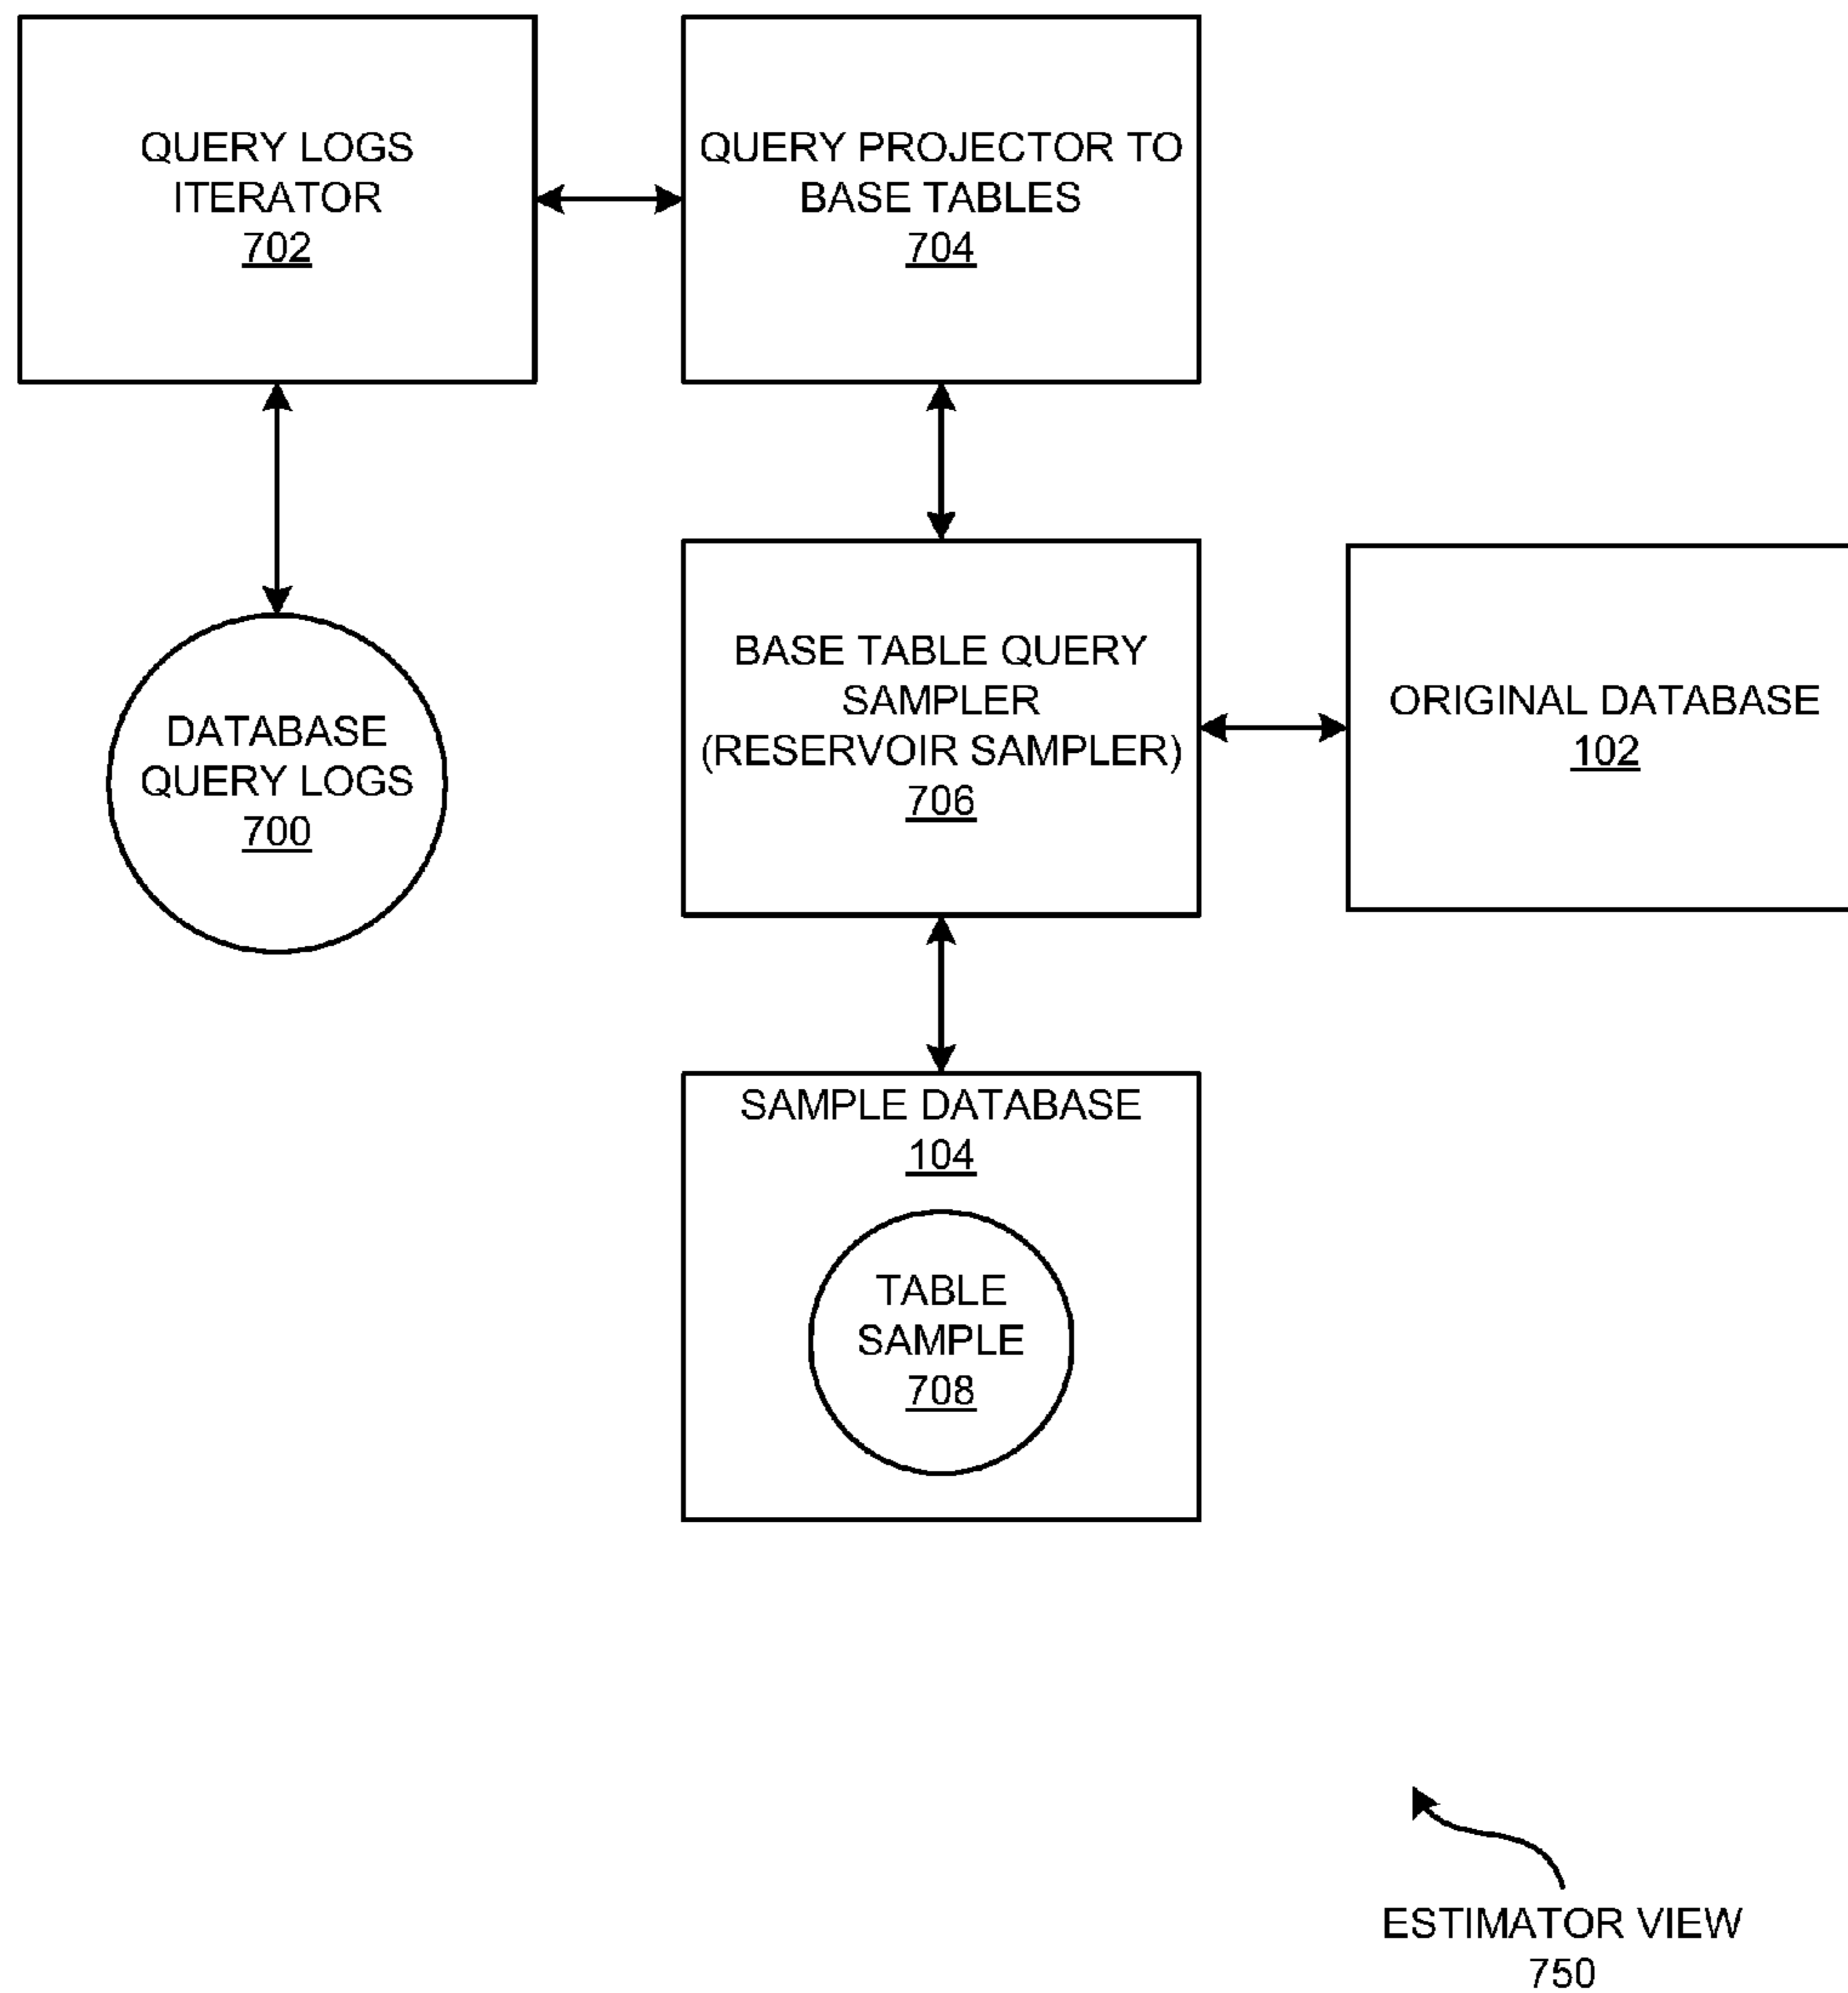 QUERY LOGS
ITERATOR
702
QUERY PROJECTOR TO
BASE TABLES
704
DATABASE
QUERY LOGS
700
BASE TABLE QUERY
SAMPLER
(RESERVOIR SAMPLER)
706
ORIGINAL DATABASE
102
SAMPLE DATABASE
104
TABLE
SAMPLE
708
ESTIMATOR VIEW
750